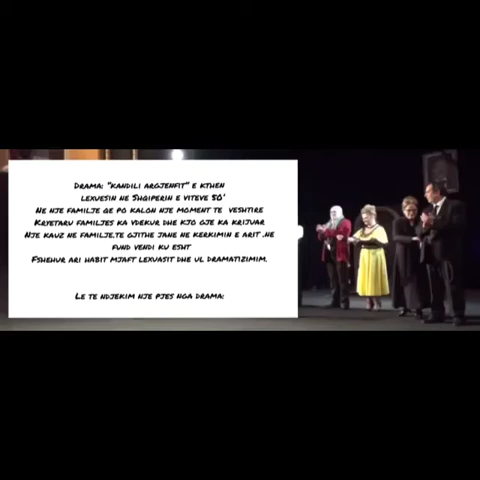 Drama: "kandili argjenfit" e kthen
lexuesin ne Shqiperin e viteve 50'
Ne nje familje qe po kalon nje moment te veshtire
Kryetaru familjes ka vdekur dhe kjo gje ka krijuar
Nje kauz ne familje.te gjithe jane ne kerkimin e arit .ne
fund vendi ku esht
Fshehur ari habit mjaft lexuasit dhe ul dramatizimim.
Le te ndjekim nje pjes nga drama: